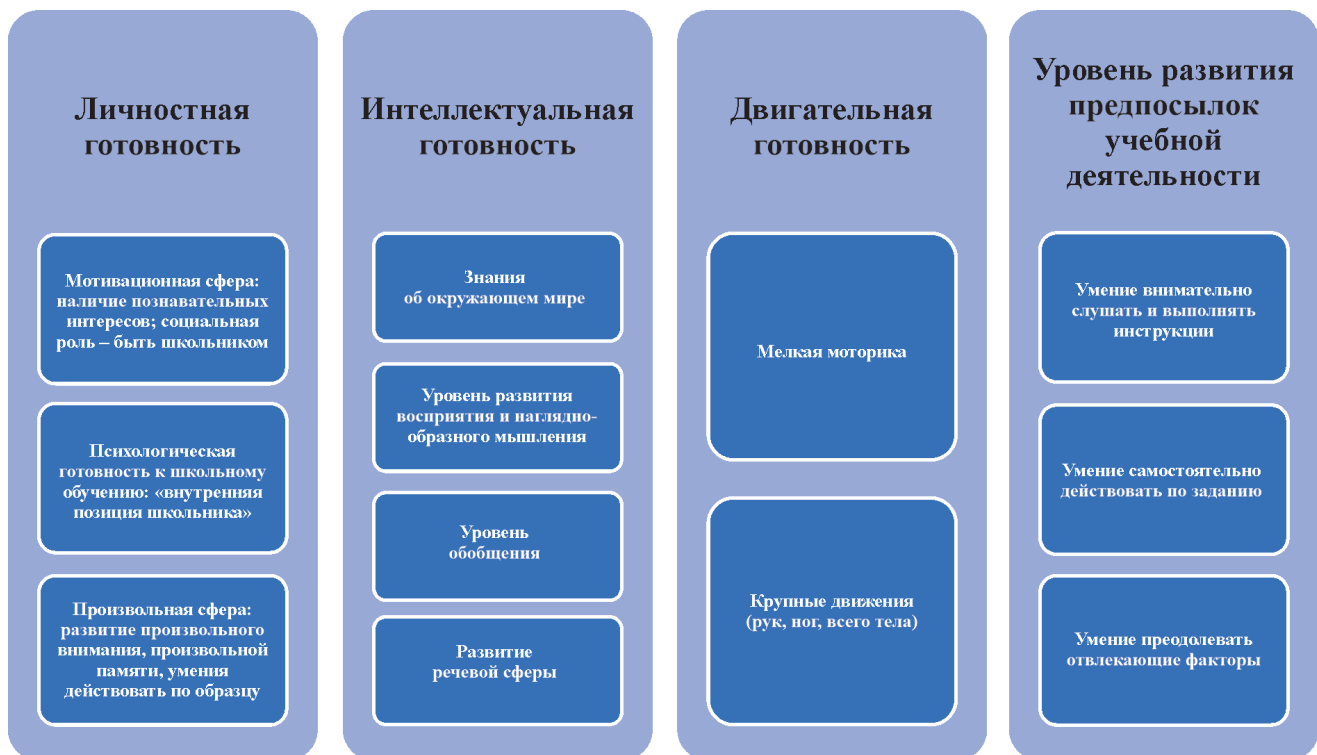 Личностная
готовность
Мотивационная сфера:
наличие познавательных
интересов; социальная
роль – быть школьником
Психологическая
готовность к школьному
обучению: «внутренняя
позиция школьника»
Произвольная сфера:
развитие произвольного
внимания, произвольной
памяти, умения
действовать по образцу
Интеллектуальная
готовность
Знания
об окружающем мире
Уровень развития
восприятия и наглядно-
образного мышления
Уровень
обобщения
Развитие
речевой сферы
Двигательная
готовность
Мелкая моторика
Крупные движения
(рук, ног, всего тела)
Уровень развития
предпосылок
учебной
деятельности
Умение внимательно
слушать и выполнять
инструкции
Умение самостоятельно
действовать по заданию
Умение преодолевать
отвлекающие факторы